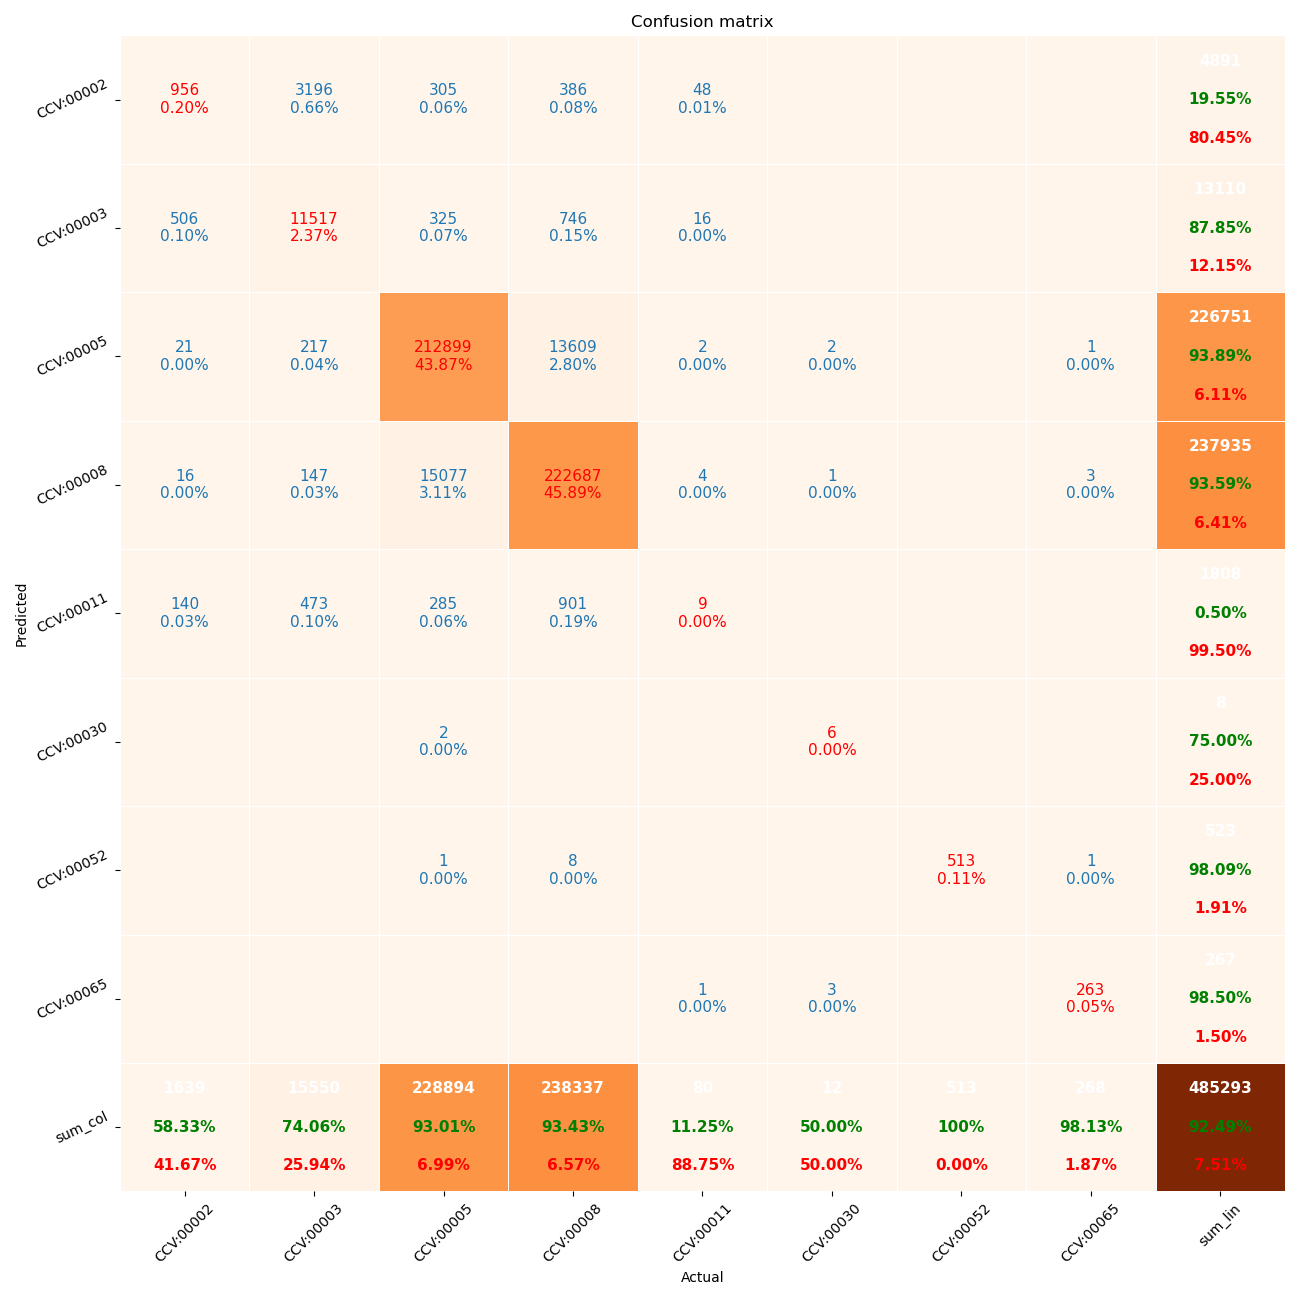 Confusion matrix
CCV:00002
956 3196 305 386 48 4891
0.20% 0.66% 0.06% 0.08% 0.01% 19.55%
80.45%
CCV:00003
506 11517 325 746 16 13110
0.10% 2.37% 0.07% 0.15% 0.00% 87.85%
12.15%
CCV:00005
21 217 212899 13609 2 2 1 226751
0.00% 0.04% 43.87% 2.80% 0.00% 0.00% 0.00% 93.89%
6.11%
CCV:00008
16 147 15077 222687 4 1 3 237935
0.00% 0.03% 3.11% 45.89% 0.00% 0.00% 0.00% 93.59%
6.41%
Predicted
CCV:00011
140 473 285 901 9 1808
0.03% 0.10% 0.06% 0.19% 0.00% 0.50%
99.50%
CCV:00030
2 6 8
0.00% 0.00% 75.00%
25.00%
CCV:00052
1 8 513 1 523
0.00% 0.00% 0.11% 0.00% 98.09%
1.91%
CCV:00065
1 3 263 267
0.00% 0.00% 0.05% 98.50%
1.50%
sum_col
1639 15550 228894 238337 80 12 513 268 485293
58.33% 74.06% 93.01% 93.43% 11.25% 50.00% 100% 98.13% 92.49%
41.67% 25.94% 6.99% 6.57% 88.75% 50.00% 0.00% 1.87% 7.51%
CCV:00002 CCV:00003 CCV:00005 CCV:00008 CCV:00011 CCV:00030 CCV:00052 CCV:00065 sum_lin
Actual